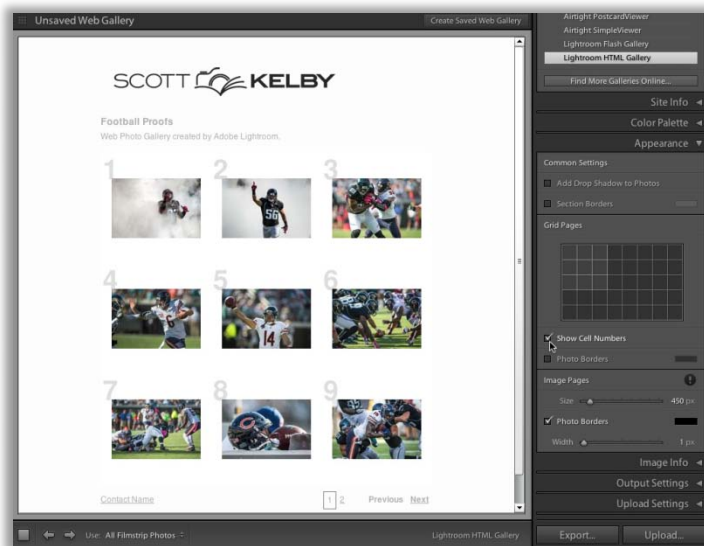 Unsaved Web Gallery
Create Saved Web Gallery
SCOTT KELBY
Football Proofs
Web Photo Gallery created by Adobe Lightroom.
1
2
3
4
5
56
6
14
7
8
9
Contact Name
1 2 Previous Next
Use: All Filmstrip Photos
Lightroom HTML Gallery
Airtight PostcardViewer
Airtight SimpleViewer
Lightroom Flash Gallery
Lightroom HTML Gallery
Find More Galleries Online...
Site Info
Color Palette
Appearance
Common Settings
Add Drop Shadow to Photos
Section Borders
Grid Pages
Show Cell Numbers
Photo Borders
Image Pages
Size 450 px
Photo Borders
Width 1 px
Image Info
Output Settings
Upload Settings
Export...
Upload...